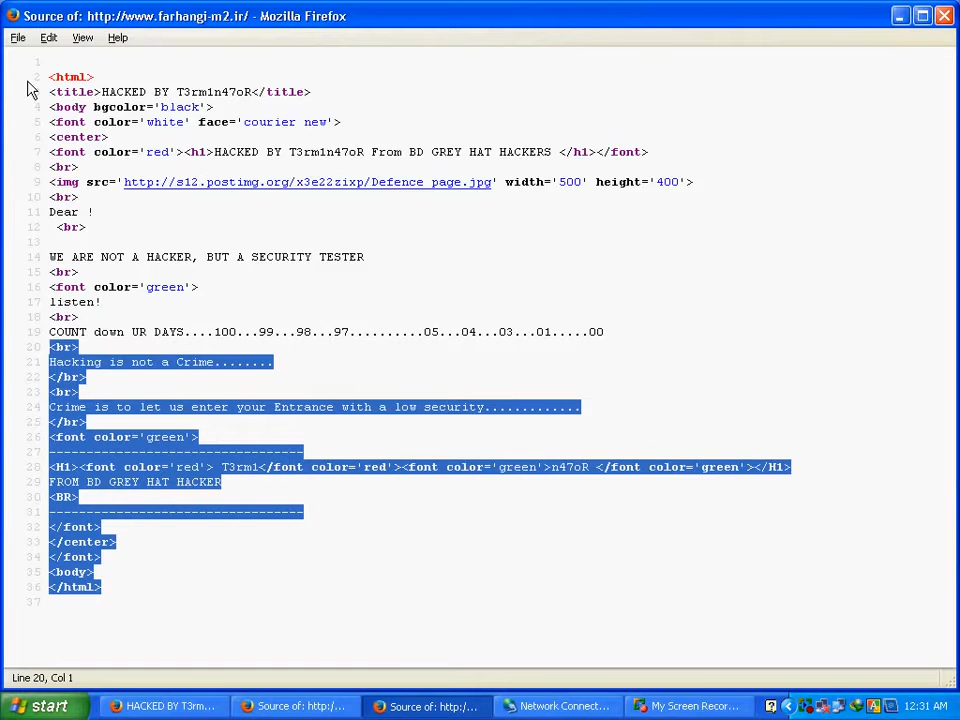 Source of: http://www.farhangi-m2.ir/ - Mozilla Firefox
File Edit View Help
1
2 <html>
<title>HACKED BY T3rm1n47oR</title>
4 <body bgcolor='black'>
5 <font color='white' face='courier new'>
6 <center>
7 <font color='red'><h1>HACKED BY T3rm1n47oR From BD GREY HAT HACKERS </h1></font>
8 <br>
9 <img src='http://s12.postimg.org/x3e22zixp/Defence_page.jpg' width='500' height='400'>
10 <br>
11 Dear !
12 <br>
13
14 WE ARE NOT A HACKER, BUT A SECURITY TESTER
15 <br>
16 <font color='green'>
17 listen!
18 <br>
19 COUNT down UR DAYS....100...99...98...97..........05...04...03...01.....00
20 <br>
21 Hacking is not a Crime........
22 </br>
23 <br>
24 Crime is to let us enter your Entrance with a low security.............
25 </br>
26 <font color='green'>
27 ----------------------------------
28 <H1><font color='red'> T3rm1</font color='red'><font color='green'>n47oR </font color='green'></H1>
29 FROM BD GREY HAT HACKER
30 <BR>
31 ----------------------------------
32 </font>
33 </center>
34 </font>
35 <body>
36 </html>
37
Line 20, Col 1
start HACKED BY T3rm... Source of: http:/... Source of: http:/... Network Connect... My Screen Recor... 12:31 AM